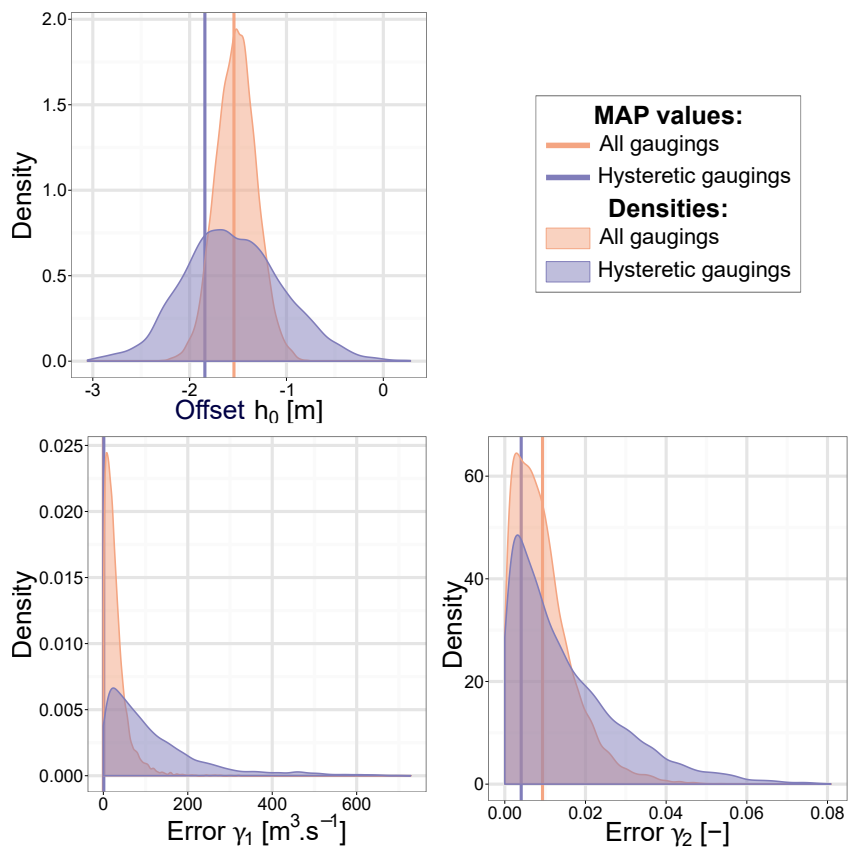 2.0
1.5
1.0
0.5
0.0
Density
-3 -2 -1 0
Offset h₀ [m]
MAP values:
All gaugings
Hysteretic gaugings
Densities:
All gaugings
Hysteretic gaugings
0.025
0.020
0.015
0.010
0.005
0.000
Density
0 200 400 600
Error γ₁ [m³.s⁻¹]
60
40
20
0
Density
0.00 0.02 0.04 0.06 0.08
Error γ₂ [−]